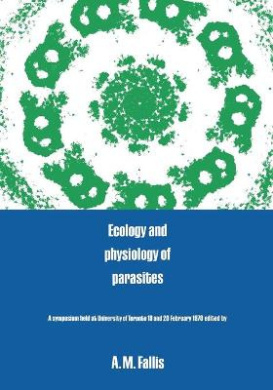 Ecology and
physiology of
parasites
A symposium held at University of Toronto 19 and 20 February 1970 edited by
A. M. Fallis